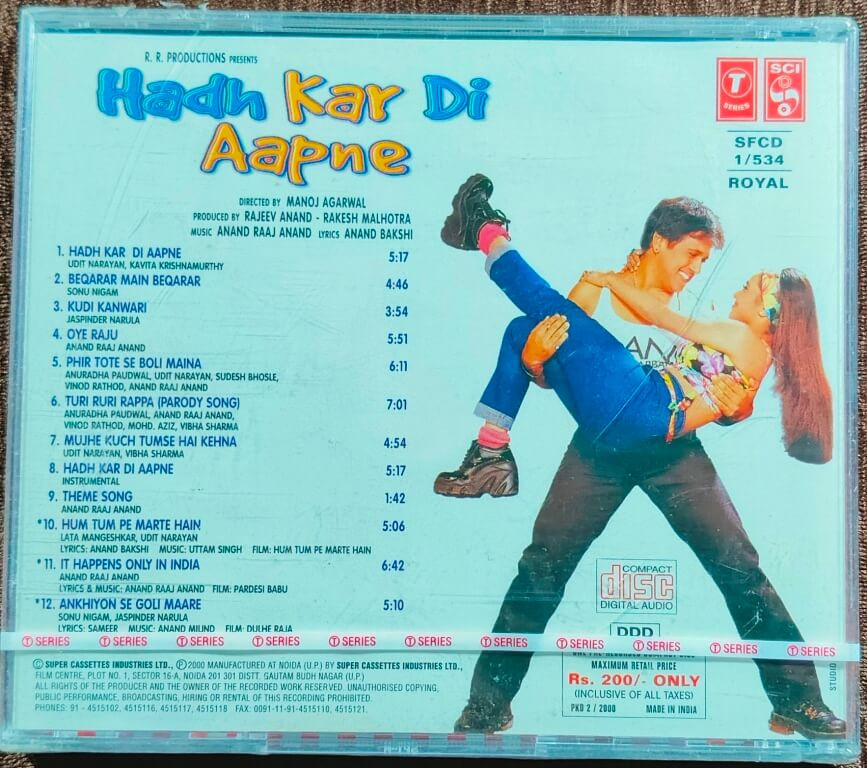 R. R. PRODUCTIONS PRESENTS
Hadh Kar Di
Aapne
T
SERIES
SCI
SFCD
1/534
ROYAL
DIRECTED BY MANOJ AGARWAL
PRODUCED BY RAJEEV ANAND - RAKESH MALHOTRA
MUSIC ANAND RAAJ ANAND LYRICS ANAND BAKSHI
1. HADH KAR DI AAPNE 5:17
UDIT NARAYAN, KAVITA KRISHNAMURTHY
2. BEQARAR MAIN BEQARAR 4:46
SONU NIGAM
3. KUDI KANWARI 3:54
JASPINDER NARULA
4. OYE RAJU 5:51
ANAND RAAJ ANAND
5. PHIR TOTE SE BOLI MAINA 6:11
ANURADHA PAUDWAL, UDIT NARAYAN, SUDESH BHOSLE,
VINOD RATHOD, ANAND RAAJ ANAND
6. TURI RURI RAPPA (PARODY SONG) 7:01
ANURADHA PAUDWAL, ANAND RAAJ ANAND,
VINOD RATHOD, MOHD. AZIZ, VIBHA SHARMA
7. MUJHE KUCH TUMSE HAI KEHNA 4:54
UDIT NARAYAN, VIBHA SHARMA
8. HADH KAR DI AAPNE 5:17
INSTRUMENTAL
9. THEME SONG 1:42
ANAND RAAJ ANAND
*10. HUM TUM PE MARTE HAIN 5:06
LATA MANGESHKAR, UDIT NARAYAN
LYRICS: ANAND BAKSHI MUSIC: UTTAM SINGH FILM: HUM TUM PE MARTE HAIN
*11. IT HAPPENS ONLY IN INDIA 6:42
ANAND RAAJ ANAND
LYRICS & MUSIC: ANAND RAAJ ANAND FILM: PARDESI BABU
*12. ANKHIYON SE GOLI MAARE 5:10
SONU NIGAM, JASPINDER NARULA
LYRICS: SAMEER MUSIC: ANAND MILIND FILM: DULHE RAJA
COMPACT
disc
DIGITAL AUDIO
DDD
T SERIES T SERIES T SERIES T SERIES T SERIES T SERIES T SERIES T SERIES T SERIES T SERIES T SERIES
© SUPER CASSETTES INDUSTRIES LTD., ℗2000 MANUFACTURED AT NOIDA (U.P.) BY SUPER CASSETTES INDUSTRIES LTD.,
FILM CENTRE, PLOT NO. 1, SECTOR 16-A, NOIDA 201 301 DISTT. GAUTAM BUDH NAGAR (U.P.)
ALL RIGHTS OF THE PRODUCER AND THE OWNER OF THE RECORDED WORK RESERVED. UNAUTHORISED COPYING,
PUBLIC PERFORMANCE, BROADCASTING, HIRING OR RENTAL OF THIS RECORDING PROHIBITED.
PHONES: 91 - 4515102, 4515116, 4515117, 4515118 FAX: 0091-11-91-4515110, 4515121.
MAXIMUM RETAIL PRICE
Rs. 200/- ONLY
(INCLUSIVE OF ALL TAXES)
PKD 2 / 2000 MADE IN INDIA
STUDIO